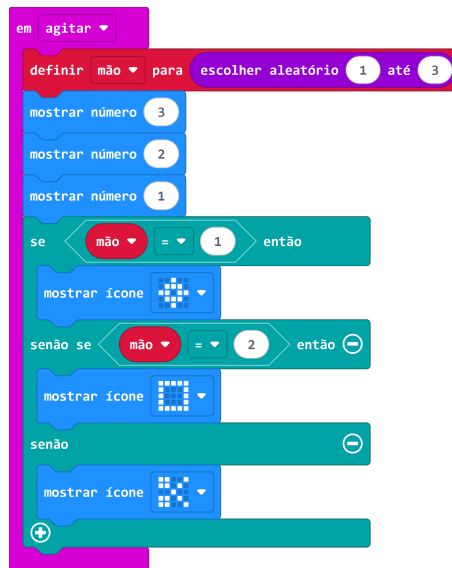 em agitar
definir mão para escolher aleatório 1 até 3
mostrar número 3
mostrar número 2
mostrar número 1
se mão = 1 então
mostrar ícone
senão se mão = 2 então
mostrar ícone
senão
mostrar ícone